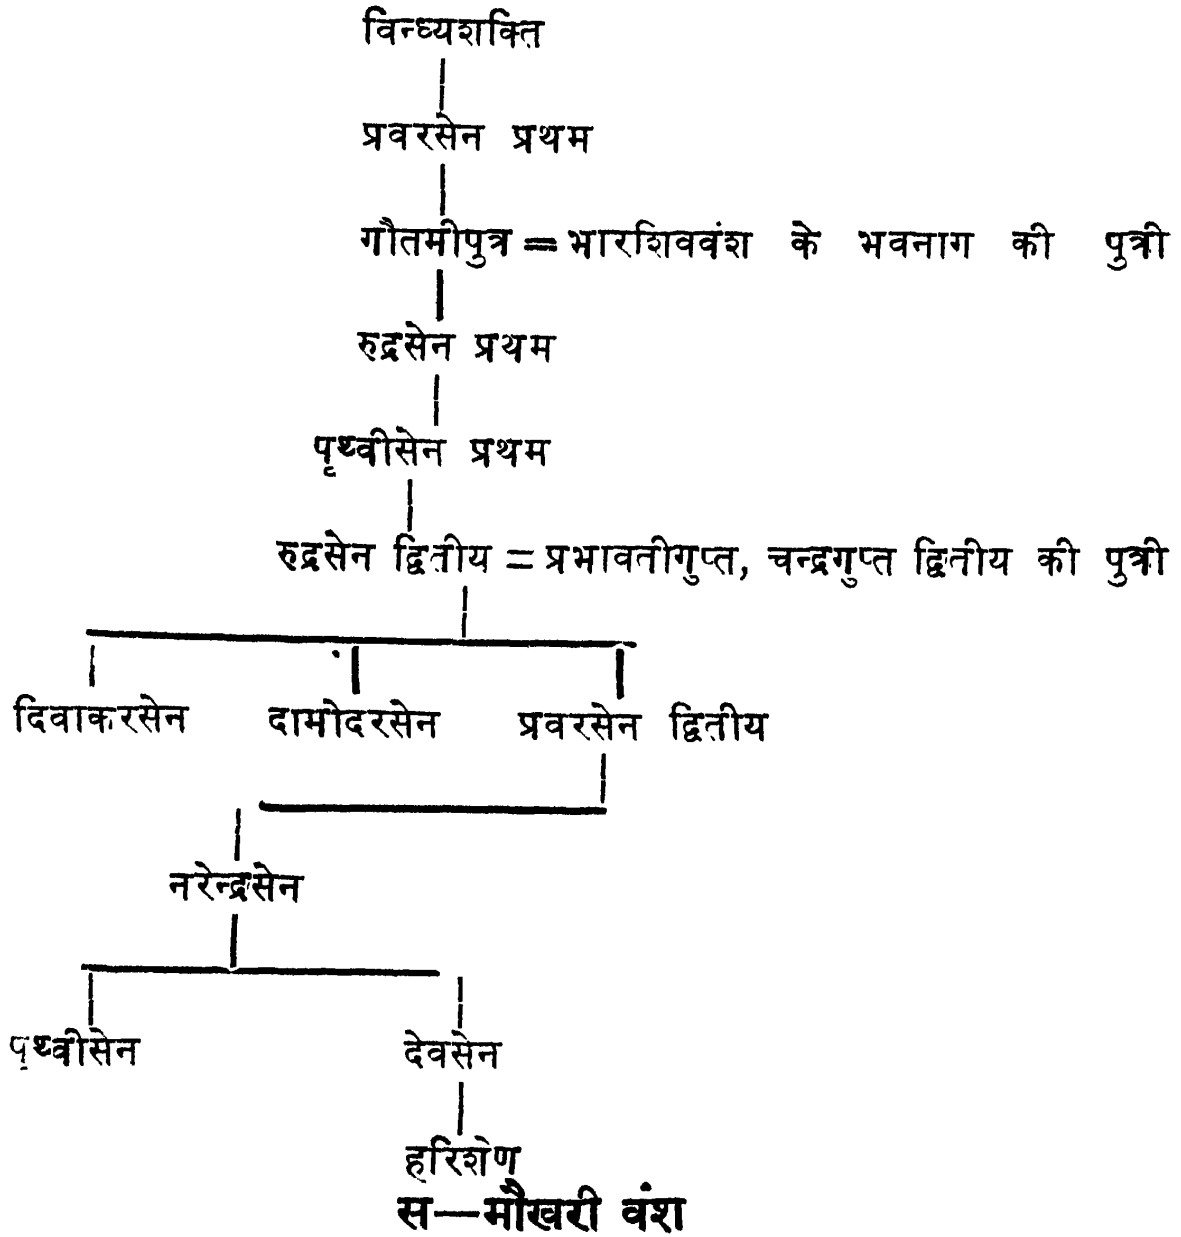 विन्ध्यशक्ति
प्रवरसेन प्रथम
गौतमीपुत्र = भारशिववंश के भवनाग की पुत्री
रुद्रसेन प्रथम
पृथ्वीसेन प्रथम
रुद्रसेन द्वितीय = प्रभावतीगुप्त, चन्द्रगुप्त द्वितीय की पुत्री
दिवाकरसेन दामोदरसेन प्रवरसेन द्वितीय
नरेन्द्रसेन
पृथ्वीसेन देवसेन
हरिशेण
स—मौखरी वंश